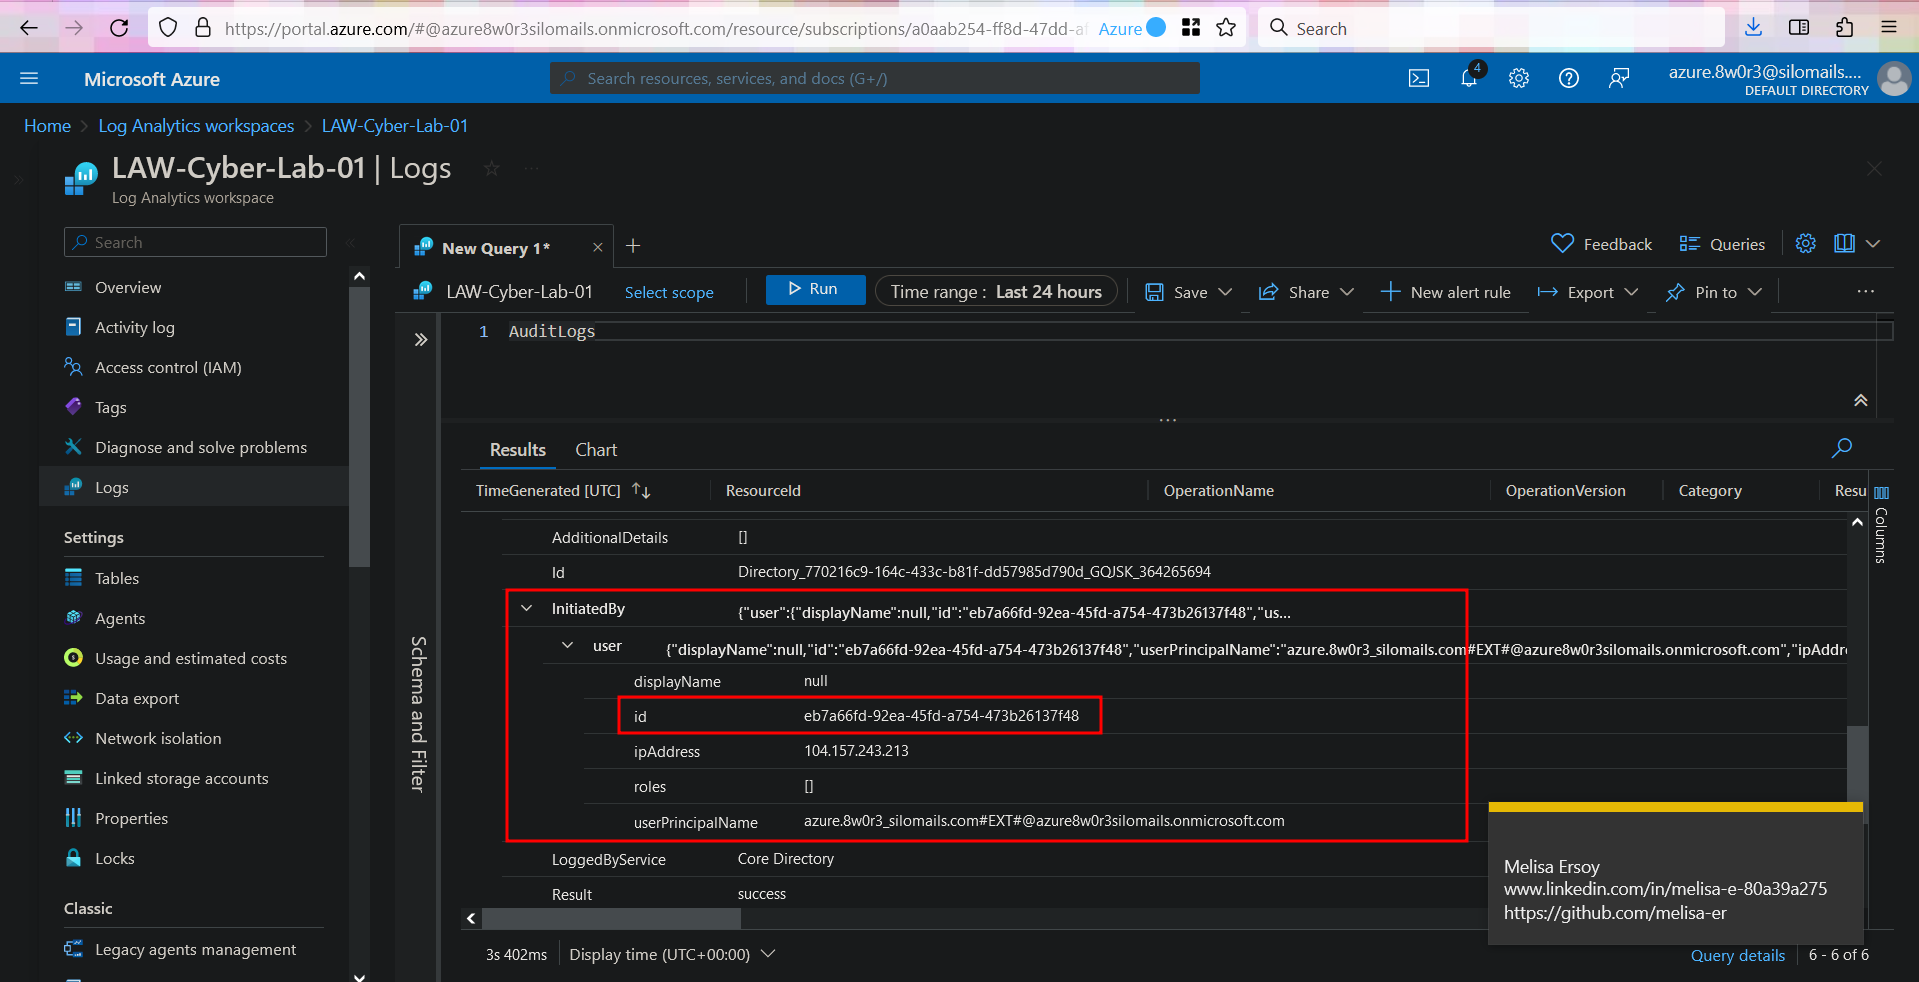 https://portal.azure.com/#@azure8w0r3silomails.onmicrosoft.com/resource/subscriptions/a0aab254-ff8d-47dd-a
Azure
Search
Microsoft Azure
Search resources, services, and docs (G+/)
4
azure.8w0r3@silomails....
DEFAULT DIRECTORY
Home > Log Analytics workspaces > LAW-Cyber-Lab-01
LAW-Cyber-Lab-01 | Logs
Log Analytics workspace
Search
Overview
Activity log
Access control (IAM)
Tags
Diagnose and solve problems
Logs
Settings
Tables
Agents
Usage and estimated costs
Data export
Network isolation
Linked storage accounts
Properties
Locks
Classic
Legacy agents management
New Query 1*
Feedback
Queries
LAW-Cyber-Lab-01
Select scope
Run
Time range : Last 24 hours
Save
Share
New alert rule
Export
Pin to
1 AuditLogs
Schema and Filter
Results
Chart
TimeGenerated [UTC]
ResourceId
OperationName
OperationVersion
Category
Resu
Columns
AdditionalDetails []
Id Directory_770216c9-164c-433c-b81f-dd57985d790d_GQJSK_364265694
InitiatedBy {"user":{"displayName":null,"id":"eb7a66fd-92ea-45fd-a754-473b26137f48","us...
user {"displayName":null,"id":"eb7a66fd-92ea-45fd-a754-473b26137f48","userPrincipalName":"azure.8w0r3_silomails.com#EXT#@azure8w0r3silomails.onmicrosoft.com","ipAddre
displayName null
id eb7a66fd-92ea-45fd-a754-473b26137f48
ipAddress 104.157.243.213
roles []
userPrincipalName azure.8w0r3_silomails.com#EXT#@azure8w0r3silomails.onmicrosoft.com
LoggedByService Core Directory
Result success
Melisa Ersoy
www.linkedin.com/in/melisa-e-80a39a275
https://github.com/melisa-er
3s 402ms
Display time (UTC+00:00)
Query details
6 - 6 of 6